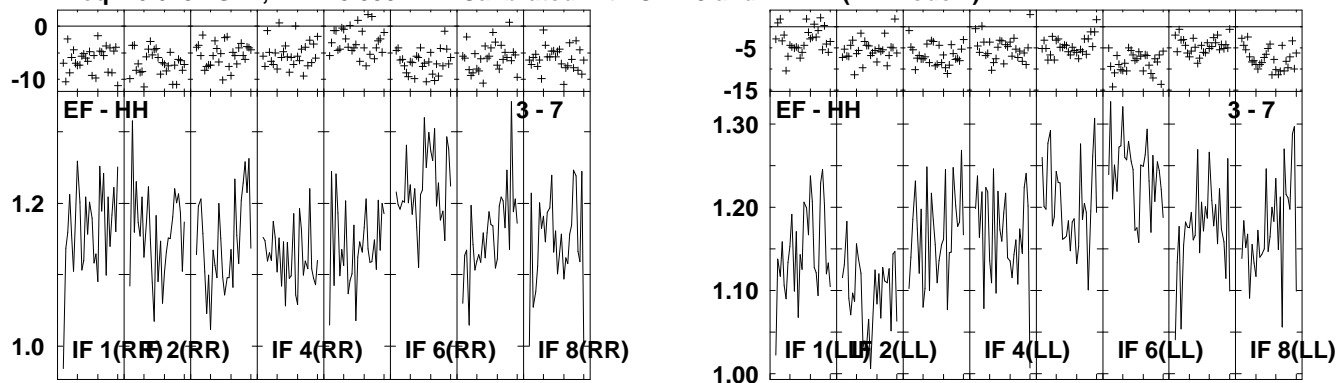 0
-10
EF - HH
3 - 7
1.2
1.0
IF 1(RR)
2(RR)
IF 4(RR)
IF 6(RR)
IF 8(RR)
-5
-15
EF - HH
3 - 7
1.30
1.20
1.10
1.00
IF 1(LL)
2(LL)
IF 4(LL)
IF 6(LL)
IF 8(LL)